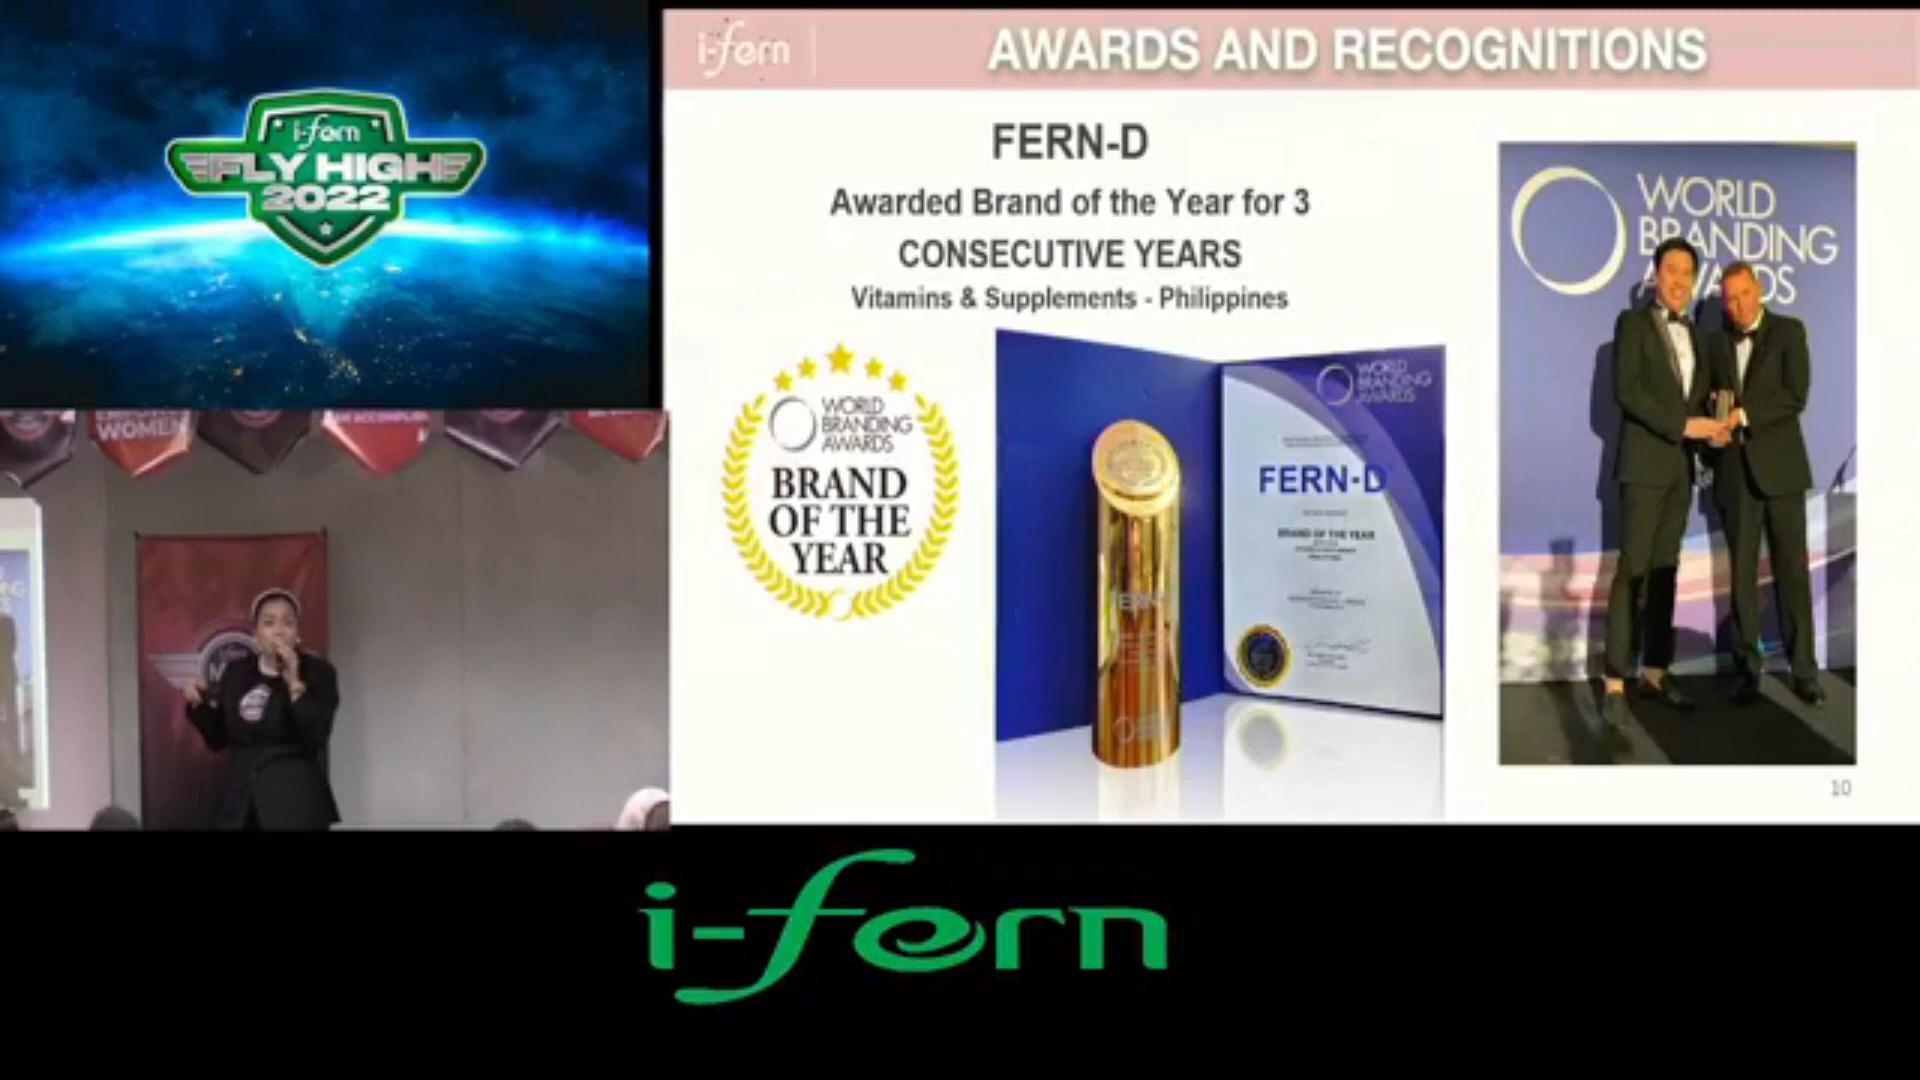 i-fern
FLY HIGH
2022
i-fern
AWARDS AND RECOGNITIONS
FERN-D
Awarded Brand of the Year for 3
CONSECUTIVE YEARS
Vitamins & Supplements - Philippines
WORLD
BRANDING
AWARDS
BRAND
OF THE
YEAR
WORLD
BRANDING
AWARDS
FERN-D
BRAND OF THE YEAR
WORLD
BRANDING
AWARDS
10
WOMEN
i-fern